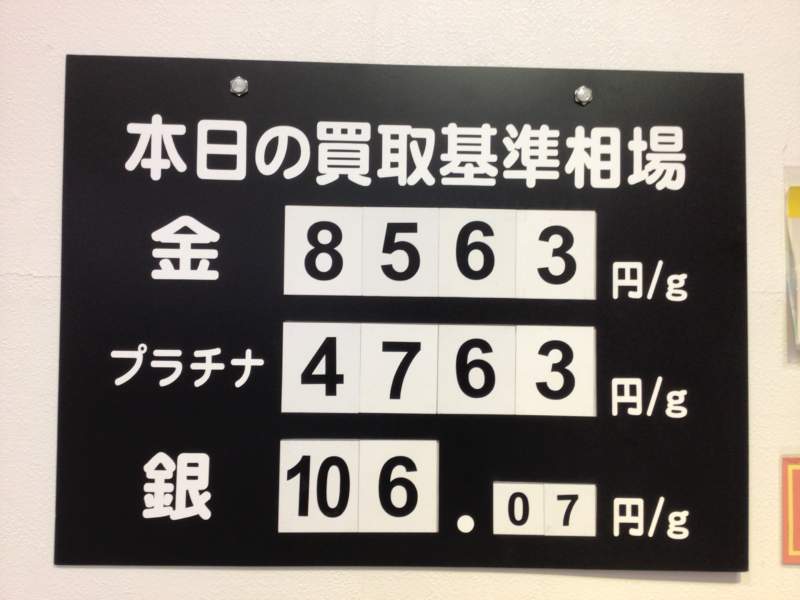 本日の買取基準相場
金 8563 円/g
プラチナ 4763 円/g
銀 106.07 円/g